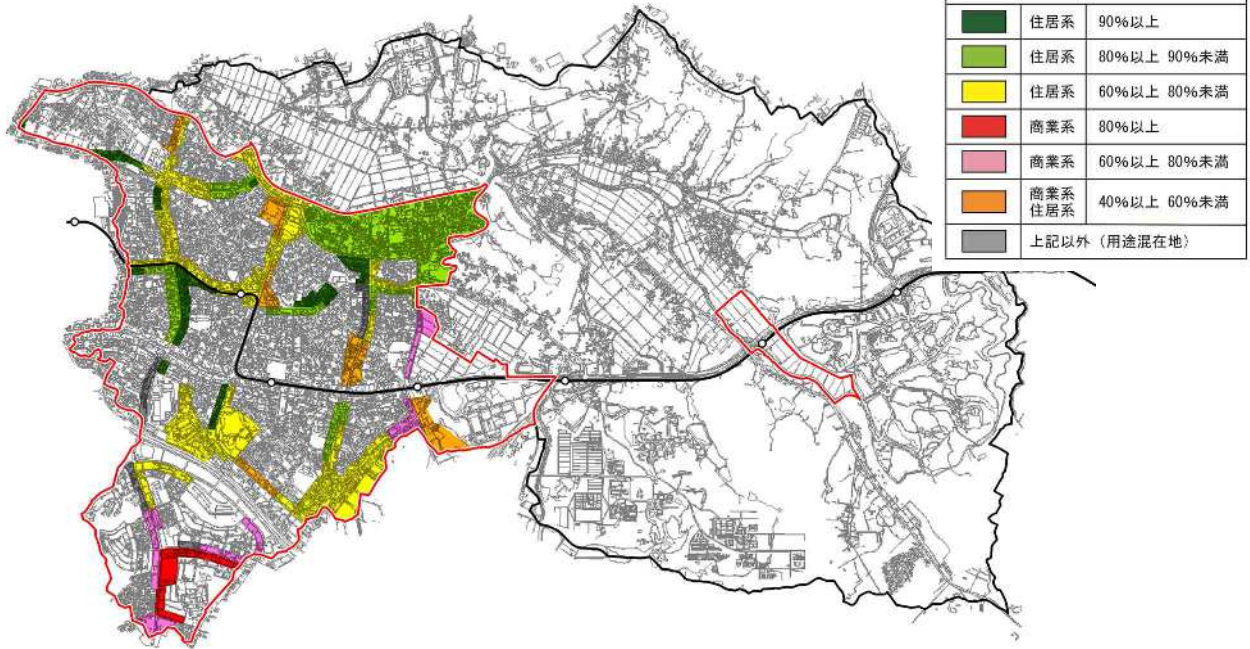 住居系 90%以上
住居系 80%以上 90%未満
住居系 60%以上 80%未満
商業系 80%以上
商業系 60%以上 80%未満
商業系
住居系 40%以上 60%未満
上記以外（用途混在地）